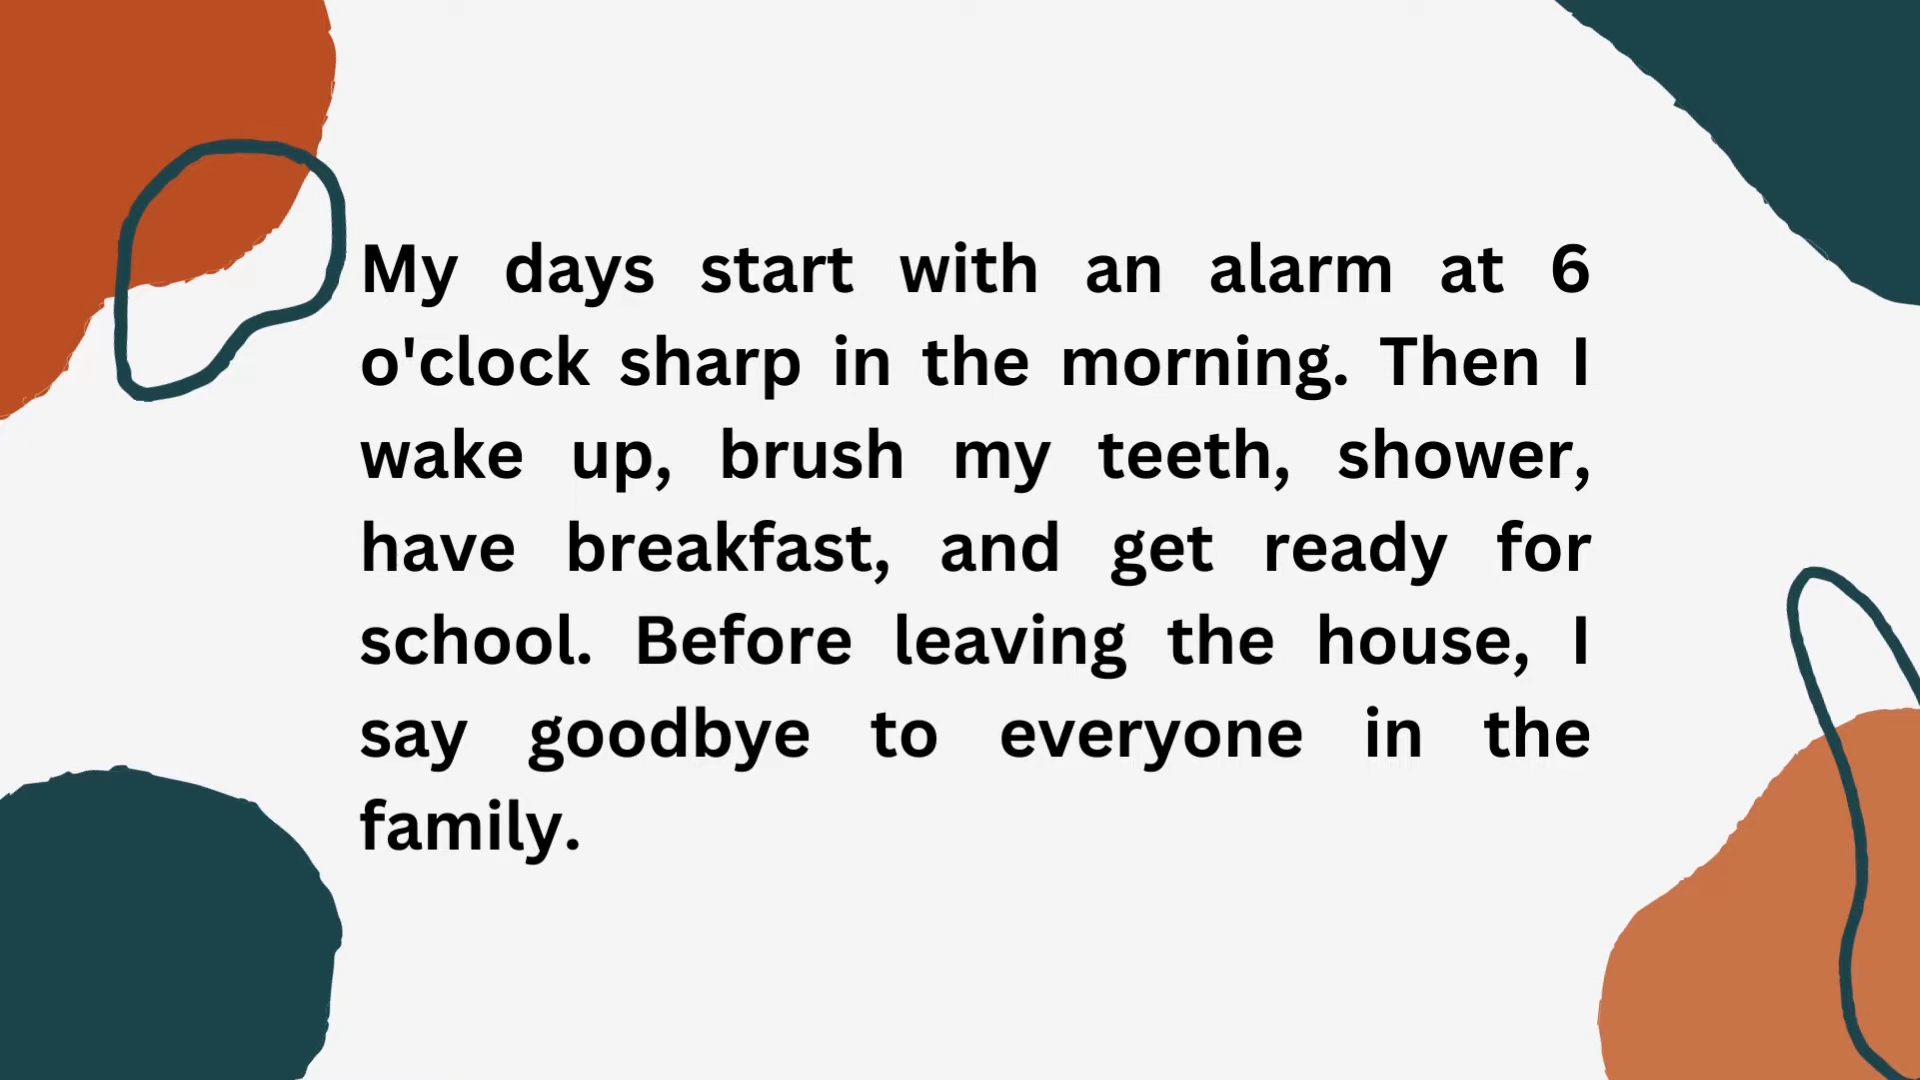 My days start with an alarm at 6
o'clock sharp in the morning. Then I
wake up, brush my teeth, shower,
have breakfast, and get ready for
school. Before leaving the house, I
say goodbye to everyone in the
family.